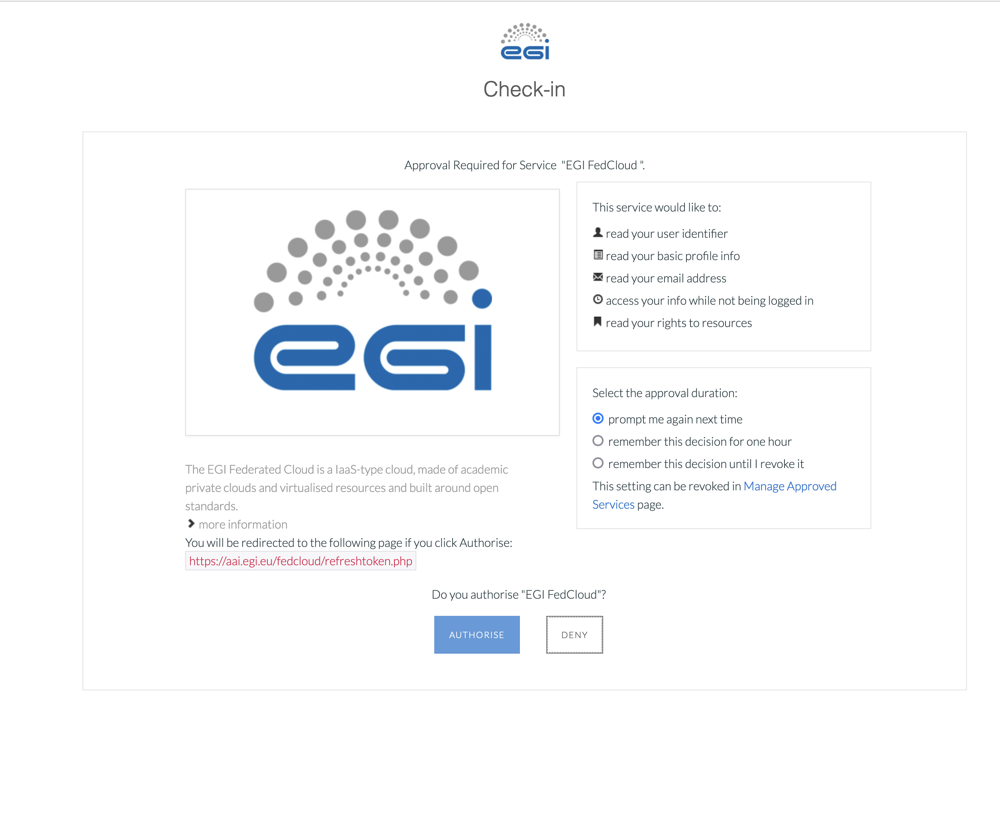 egi
Check-in
Approval Required for Service "EGI FedCloud ".
egi
This service would like to:
read your user identifier
read your basic profile info
read your email address
access your info while not being logged in
read your rights to resources
Select the approval duration:
prompt me again next time
remember this decision for one hour
remember this decision until I revoke it
This setting can be revoked in Manage Approved
Services page.
The EGI Federated Cloud is a IaaS-type cloud, made of academic
private clouds and virtualised resources and built around open
standards.
more information
You will be redirected to the following page if you click Authorise:
https://aai.egi.eu/fedcloud/refreshtoken.php
Do you authorise "EGI FedCloud"?
AUTHORISE
DENY